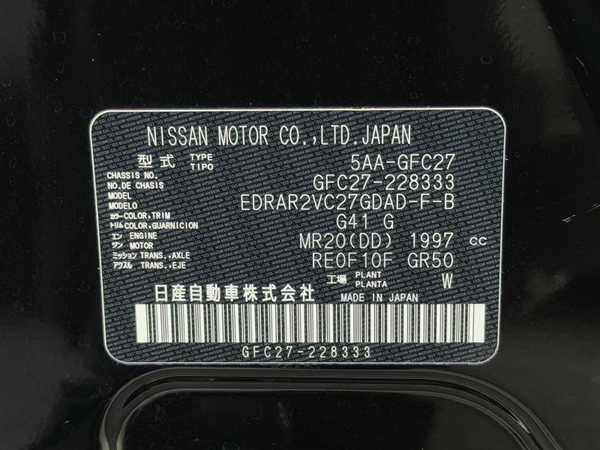 NISSAN MOTOR CO.,LTD.JAPAN
型式 TYPE TIPO 5AA-GFC27
CHASSIS NO. NO.DE CHASIS GFC27-228333
MODEL MODELO EDRAR2VC27GDAD-F-B
カラー COLOR,TRIM トリム COLOR,GUARNICION G41 G
エン ENGINE ジン MOTOR MR20(DD) 1997 cc
ミッション TRANS.,AXLE アクスル TRANS.,EJE RE0F10F GR50
工場 PLANT PLANTA W
日産自動車株式会社 MADE IN JAPAN
GFC27-228333